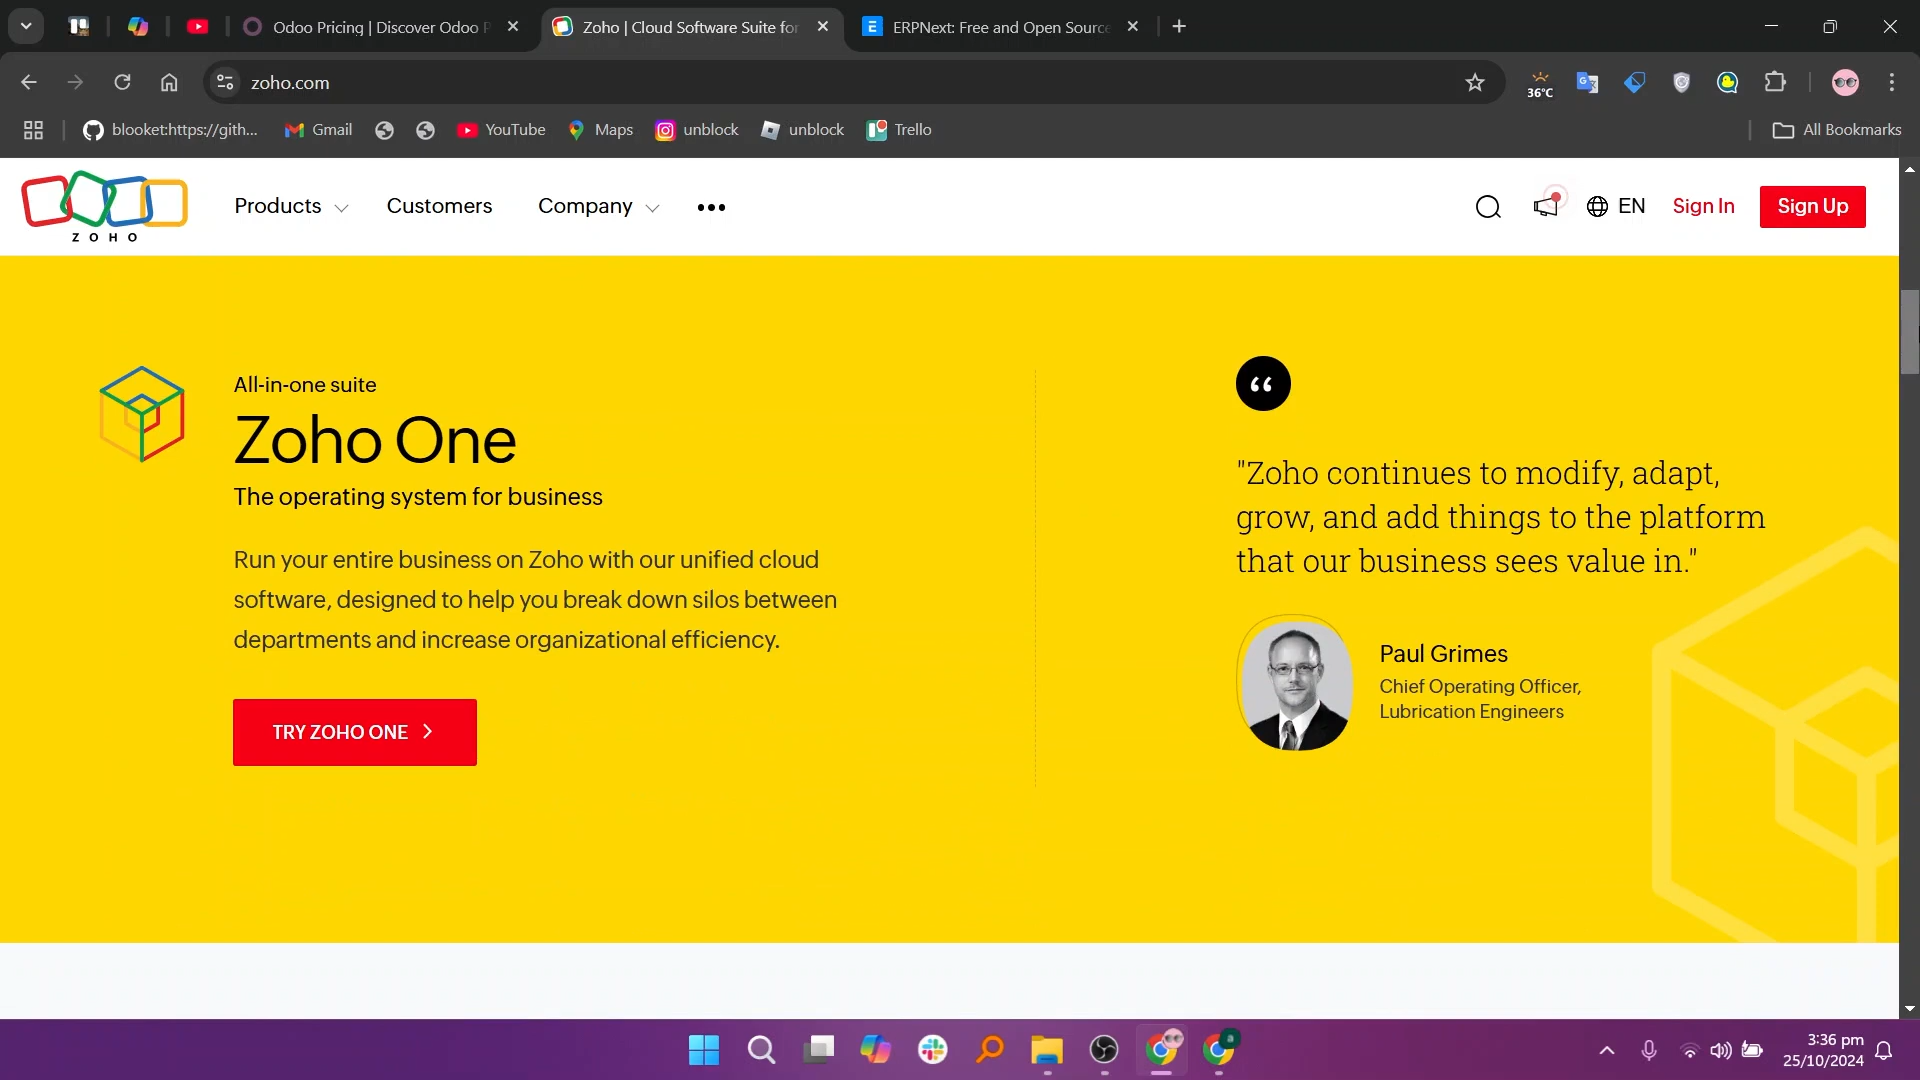 Odoo Pricing | Discover Odoo P
Zoho | Cloud Software Suite for
ERPNext: Free and Open Source
zoho.com
36°C
blooket:https://gith...
Gmail
YouTube
Maps
unblock
unblock
Trello
All Bookmarks
ZOHO
Products
Customers
Company
EN
Sign In
Sign Up
All-in-one suite
Zoho One
The operating system for business
Run your entire business on Zoho with our unified cloud
software, designed to help you break down silos between
departments and increase organizational efficiency.
TRY ZOHO ONE
"Zoho continues to modify, adapt,
grow, and add things to the platform
that our business sees value in."
Paul Grimes
Chief Operating Officer,
Lubrication Engineers
3:36 pm
25/10/2024